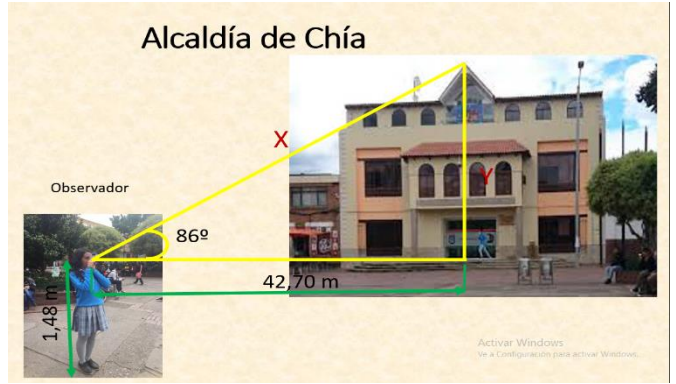 Alcaldía de Chía
X
Observador
Y
86º
42,70 m
1,48 m
Activar Windows
Ve a Configuración para activar Windows.